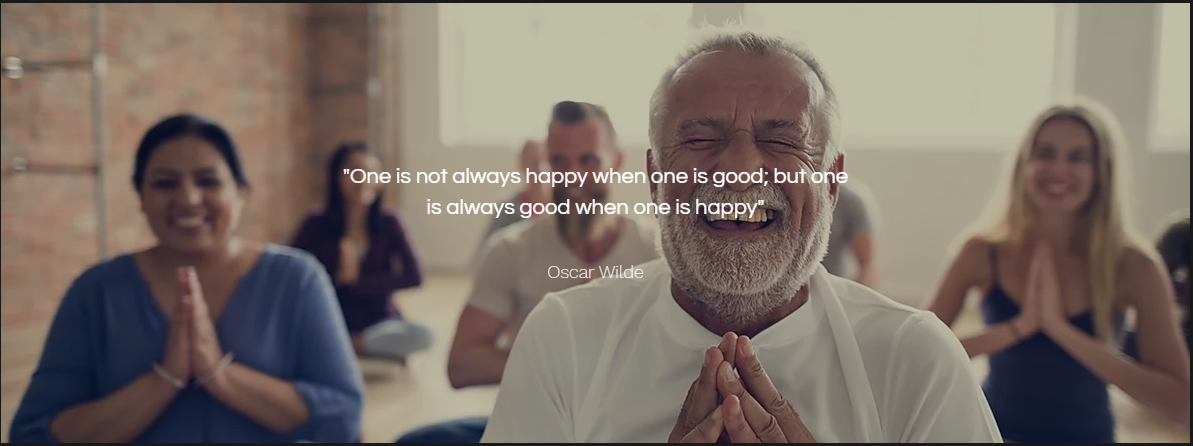 "One is not always happy when one is good; but one
is always good when one is happy"
Oscar Wilde